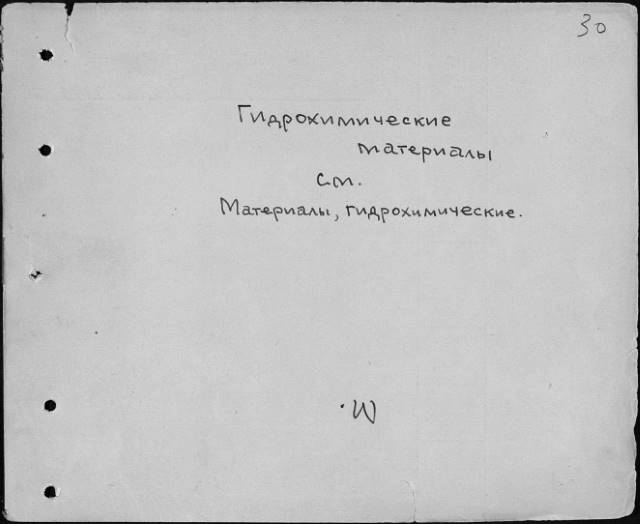 30
Гидрохимические
материалы
см.
Материалы, гидрохимические.